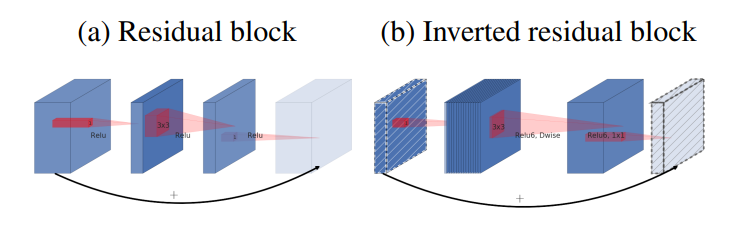 (a) Residual block
(b) Inverted residual block
Relu
3x3
Relu
Relu
3x3
Relu6, Dwise
Relu6, 1x1
+
+